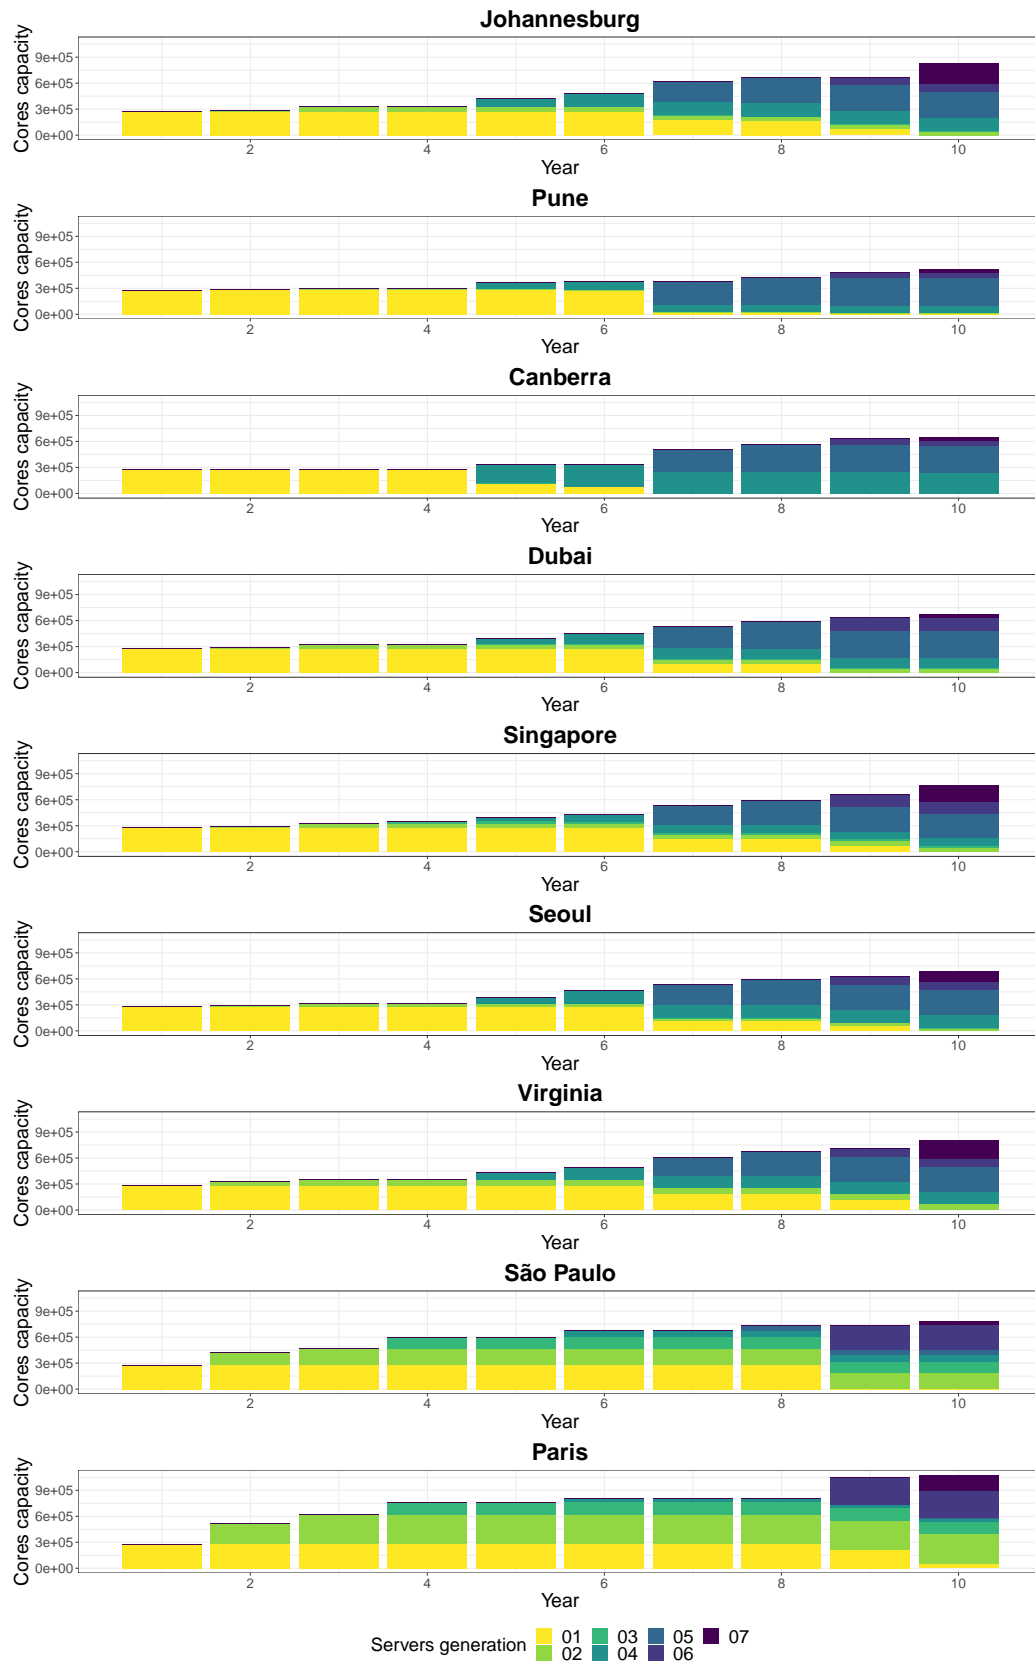 Johannesburg
Cores capacity
9e+05
6e+05
3e+05
0e+00
2 4 6 8 10
Year
Pune
Cores capacity
9e+05
6e+05
3e+05
0e+00
2 4 6 8 10
Year
Canberra
Cores capacity
9e+05
6e+05
3e+05
0e+00
2 4 6 8 10
Year
Dubai
Cores capacity
9e+05
6e+05
3e+05
0e+00
2 4 6 8 10
Year
Singapore
Cores capacity
9e+05
6e+05
3e+05
0e+00
2 4 6 8 10
Year
Seoul
Cores capacity
9e+05
6e+05
3e+05
0e+00
2 4 6 8 10
Year
Virginia
Cores capacity
9e+05
6e+05
3e+05
0e+00
2 4 6 8 10
Year
São Paulo
Cores capacity
9e+05
6e+05
3e+05
0e+00
2 4 6 8 10
Year
Paris
Cores capacity
9e+05
6e+05
3e+05
0e+00
2 4 6 8 10
Year
Servers generation
01 03 05 07
02 04 06